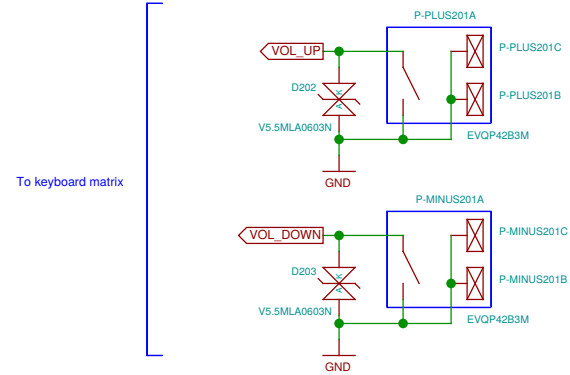 P-PLUS201A
VOL_UP
P-PLUS201C
D202
K
A
P-PLUS201B
V5.5MLA0603N
EVQP42B3M
GND
To keyboard matrix
P-MINUS201A
VOL_DOWN
P-MINUS201C
D203
K
A
P-MINUS201B
V5.5MLA0603N
EVQP42B3M
GND